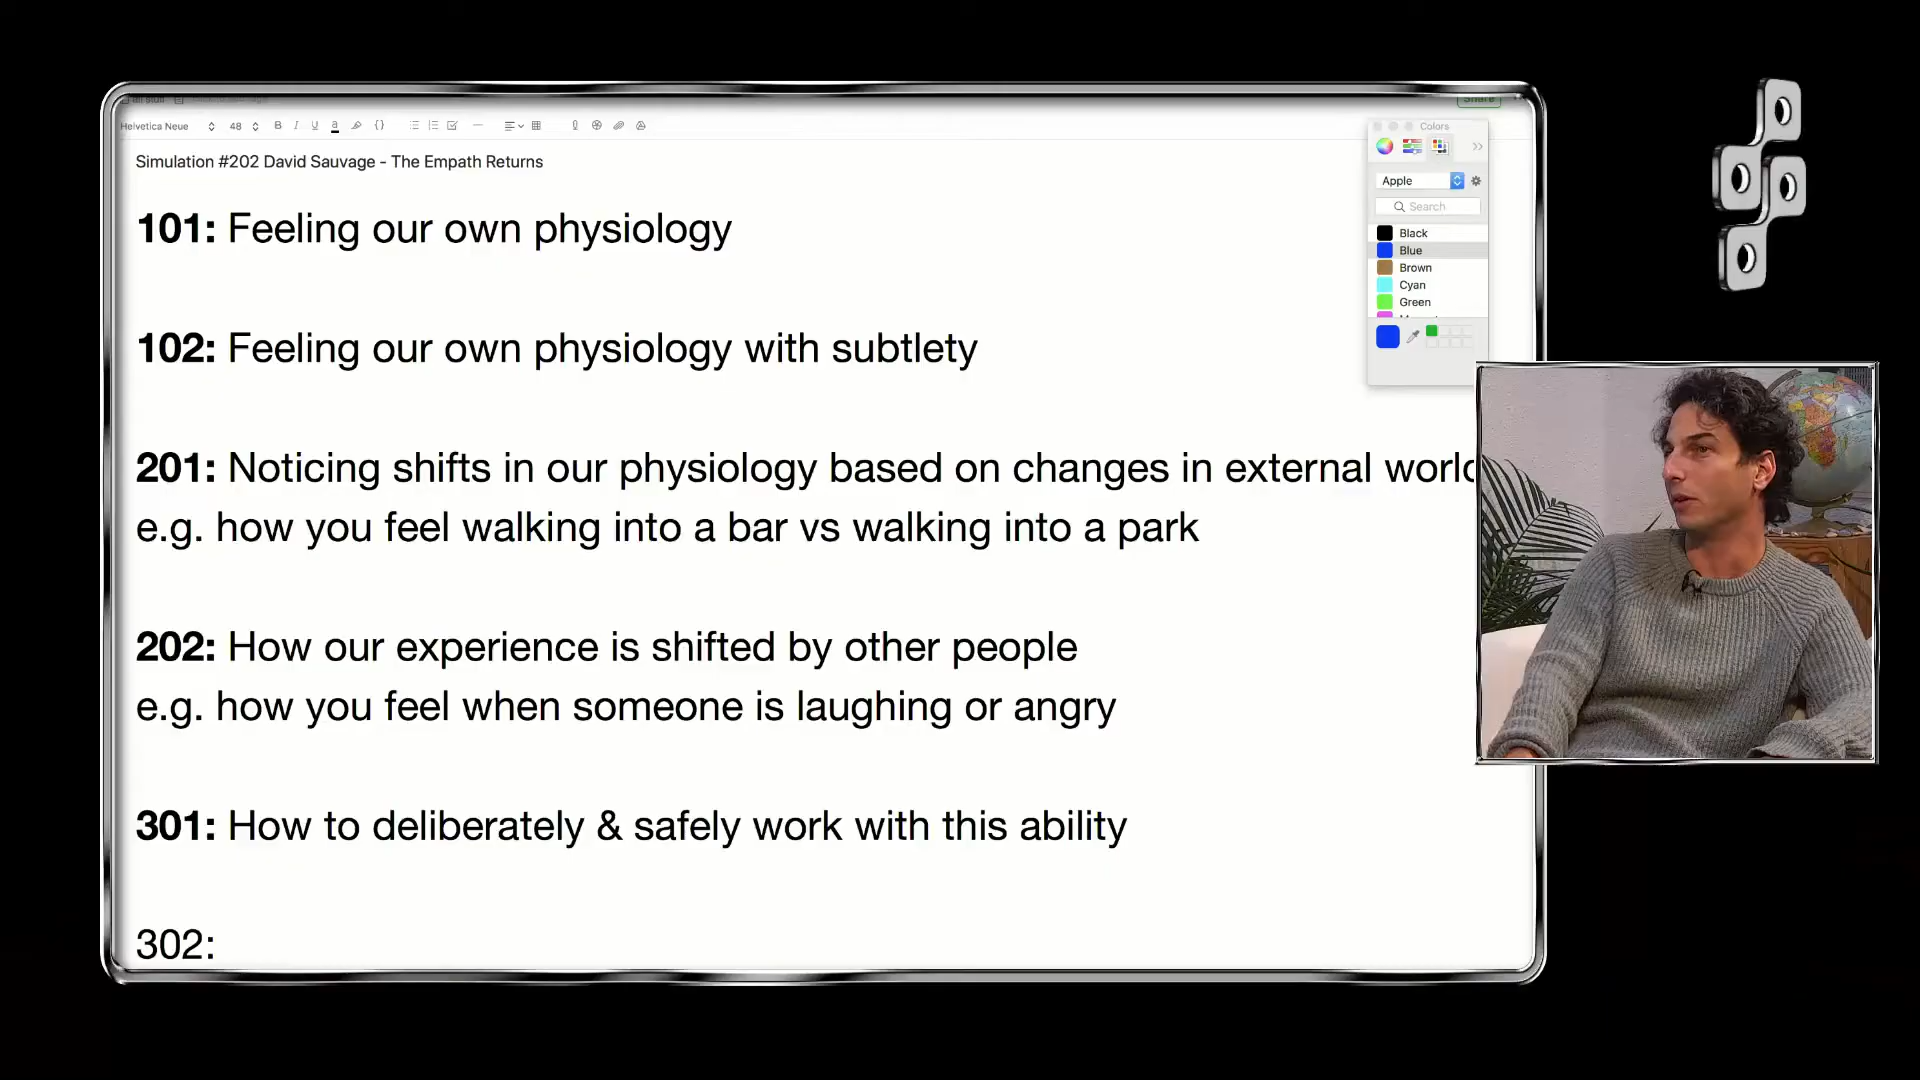 Share
Helvetica Neue 48 B I U a {}
Colors
Simulation #202 David Sauvage - The Empath Returns
Apple
Search
101: Feeling our own physiology
Black
Blue
Brown
Cyan
Green
102: Feeling our own physiology with subtlety
201: Noticing shifts in our physiology based on changes in external world
e.g. how you feel walking into a bar vs walking into a park
202: How our experience is shifted by other people
e.g. how you feel when someone is laughing or angry
301: How to deliberately & safely work with this ability
302: